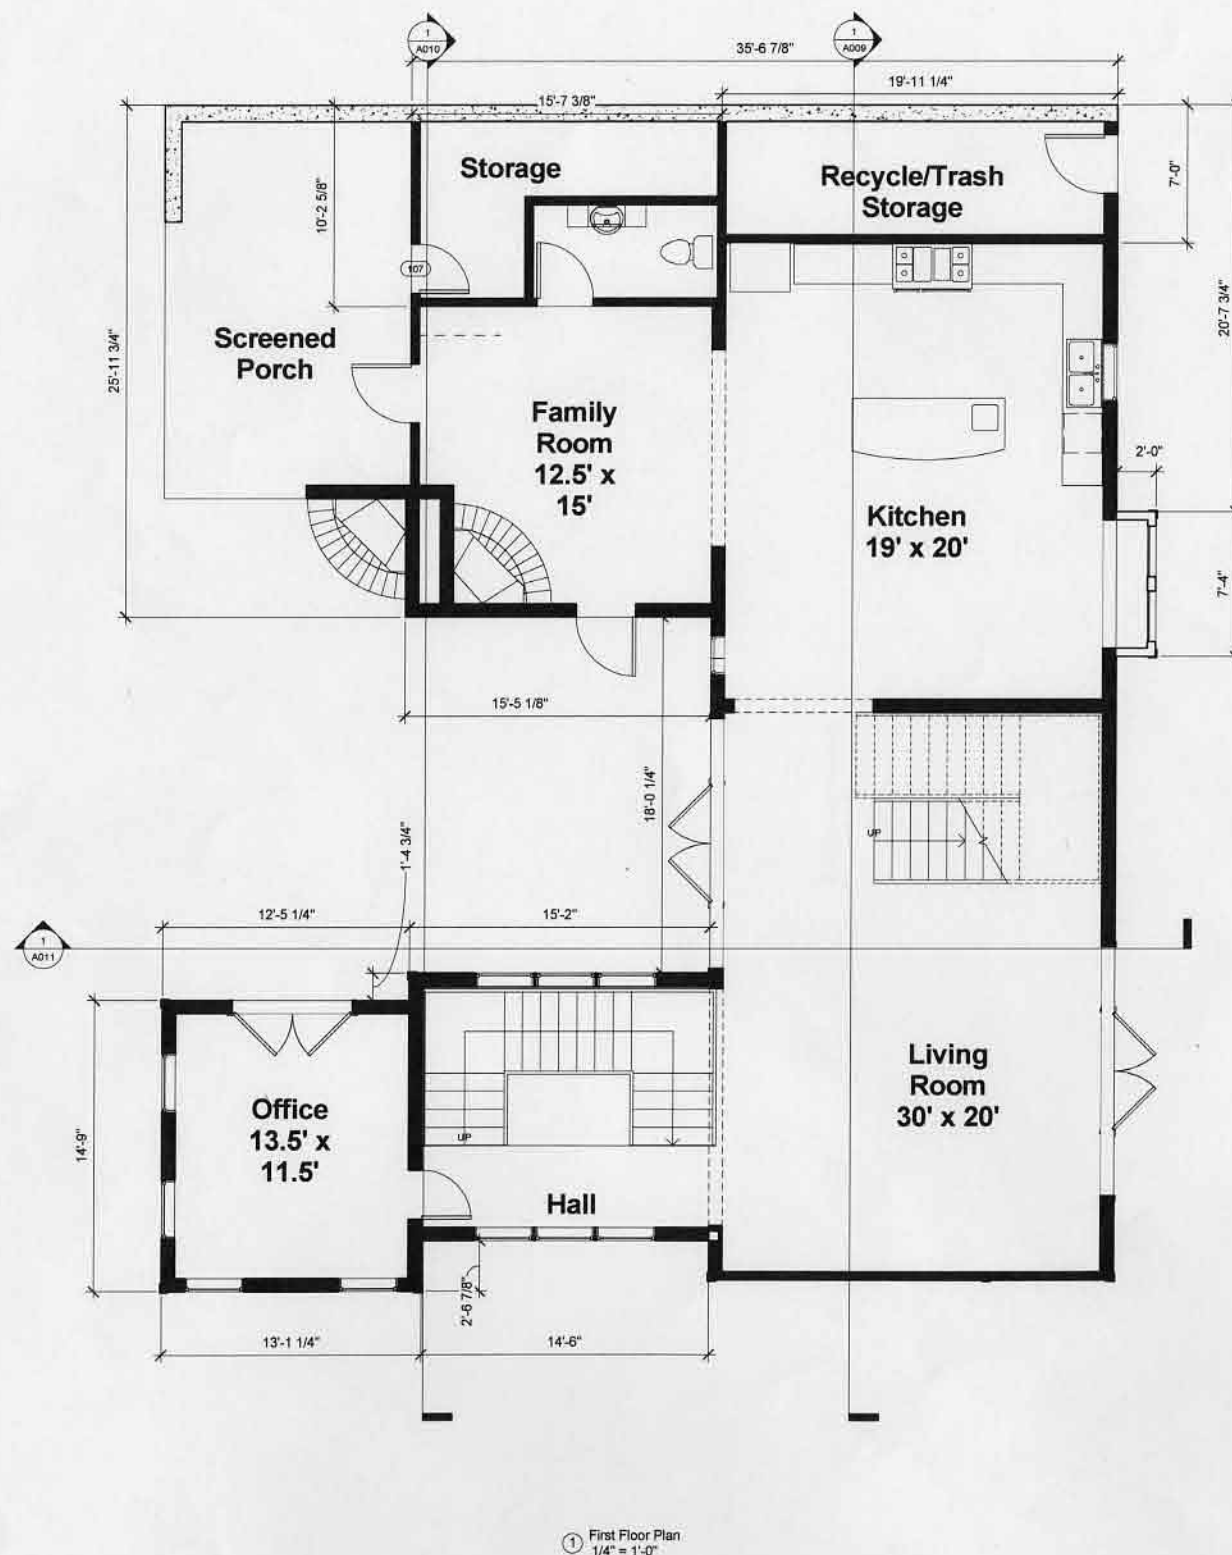 1
A010
1
A009
35'-6 7/8"
19'-11 1/4"
15'-7 3/8"
Storage
Recycle/Trash
Storage
7'-0"
10'-2 5/8"
107
20'-7 3/4"
25'-11 3/4"
Screened
Porch
Family
Room
12.5' x
15'
2'-0"
Kitchen
19' x 20'
7'-4"
15'-5 1/8"
18'-0 1/4"
1'-4 3/4"
UP
12'-5 1/4"
15'-2"
1
A011
Living
Room
30' x 20'
Office
13.5' x
11.5'
14'-9"
UP
Hall
2'-6 7/8"
13'-1 1/4"
14'-6"
1 First Floor Plan
1/4" = 1'-0"